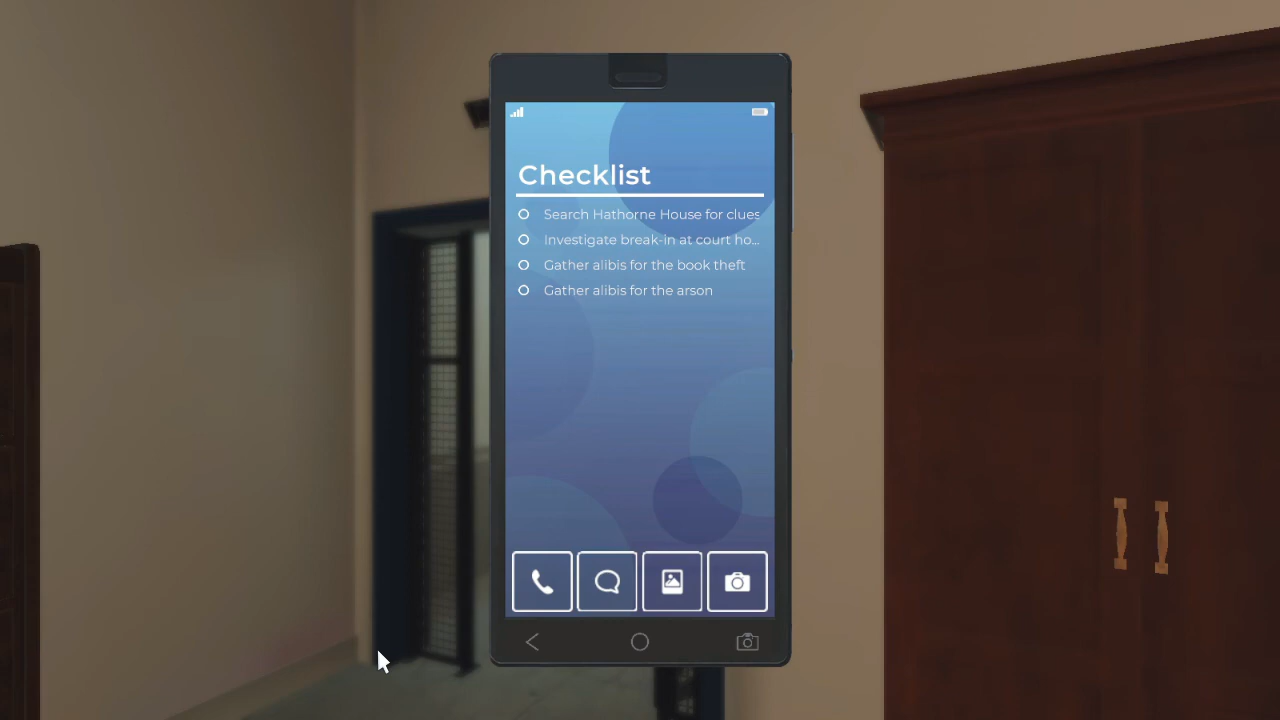 Checklist
Search Hathorne House for clues
Investigate break-in at court ho...
Gather alibis for the book theft
Gather alibis for the arson